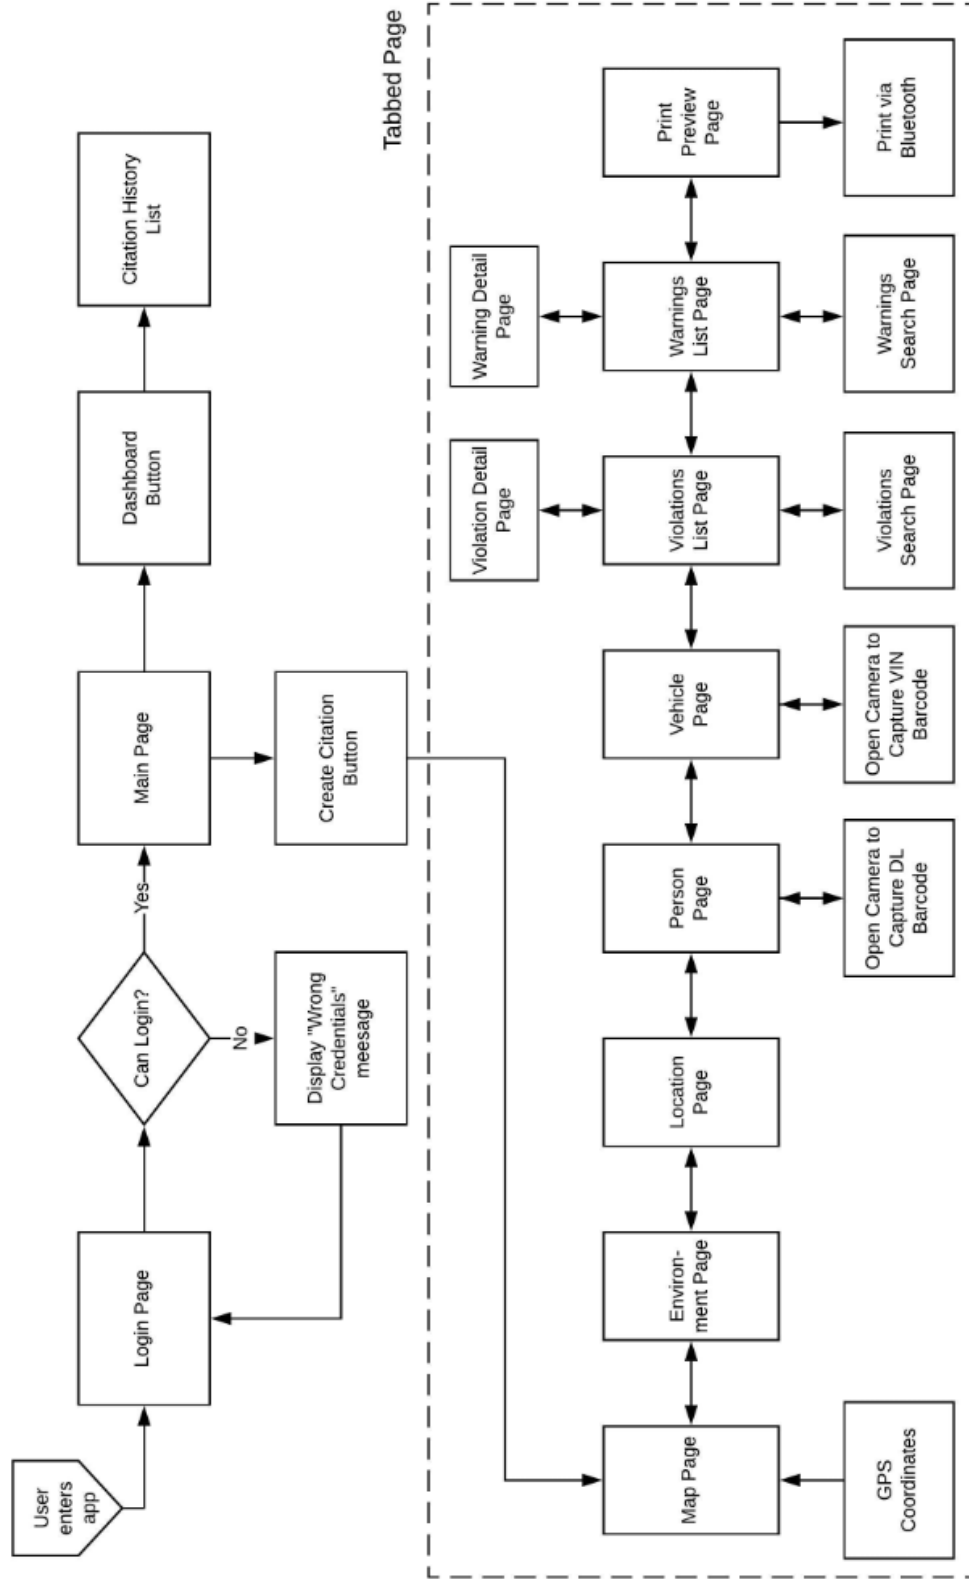 User
enters
app
Login Page
Can Login?
Yes
No
Display "Wrong
Credentials"
meesage
Main Page
Create Citation
Button
Dashboard
Button
Citation History
List
Tabbed Page
Violation Detail
Page
Warning Detail
Page
Map Page
Environ-
ment Page
Location
Page
Person
Page
Vehicle
Page
Violations
List Page
Warnings
List Page
Print
Preview
Page
GPS
Coordinates
Open Camera to
Capture DL
Barcode
Open Camera to
Capture VIN
Barcode
Violations
Search Page
Warnings
Search Page
Print via
Bluetooth